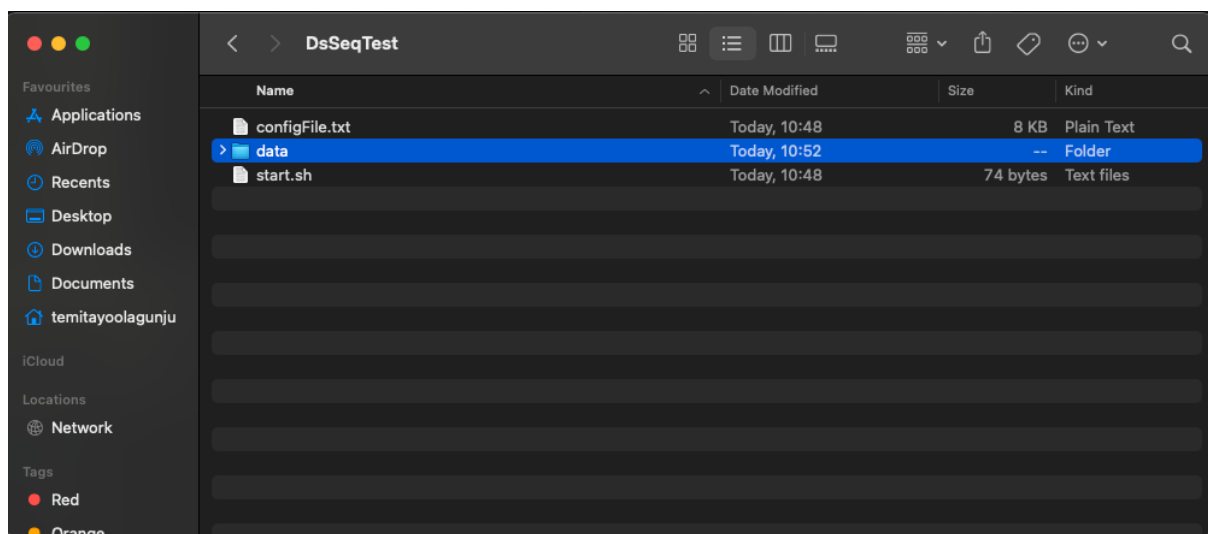 DsSeqTest
Favourites
Applications
AirDrop
Recents
Desktop
Downloads
Documents
temitayoolagunju
iCloud
Locations
Network
Tags
Red
Orange
Name Date Modified Size Kind
configFile.txt Today, 10:48 8 KB Plain Text
data Today, 10:52 -- Folder
start.sh Today, 10:48 74 bytes Text files